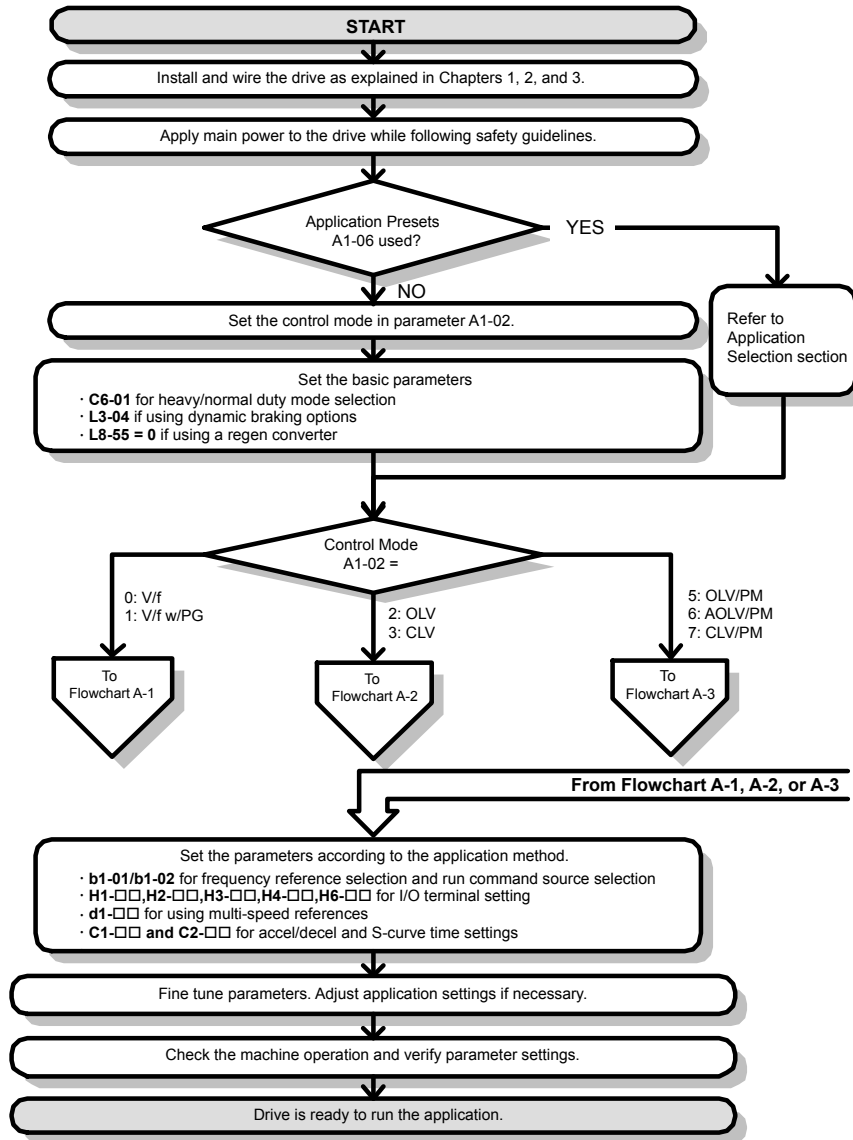 START
Install and wire the drive as explained in Chapters 1, 2, and 3.
Apply main power to the drive while following safety guidelines.
Application Presets
A1-06 used?
YES
NO
Set the control mode in parameter A1-02.
Refer to
Application
Selection section
Set the basic parameters
· C6-01 for heavy/normal duty mode selection
· L3-04 if using dynamic braking options
· L8-55 = 0 if using a regen converter
Control Mode
A1-02 =
0: V/f
1: V/f w/PG
2: OLV
3: CLV
5: OLV/PM
6: AOLV/PM
7: CLV/PM
To
Flowchart A-1
To
Flowchart A-2
To
Flowchart A-3
From Flowchart A-1, A-2, or A-3
Set the parameters according to the application method.
· b1-01/b1-02 for frequency reference selection and run command source selection
· H1-□□,H2-□□,H3-□□,H4-□□,H6-□□ for I/O terminal setting
· d1-□□ for using multi-speed references
· C1-□□ and C2-□□ for accel/decel and S-curve time settings
Fine tune parameters. Adjust application settings if necessary.
Check the machine operation and verify parameter settings.
Drive is ready to run the application.